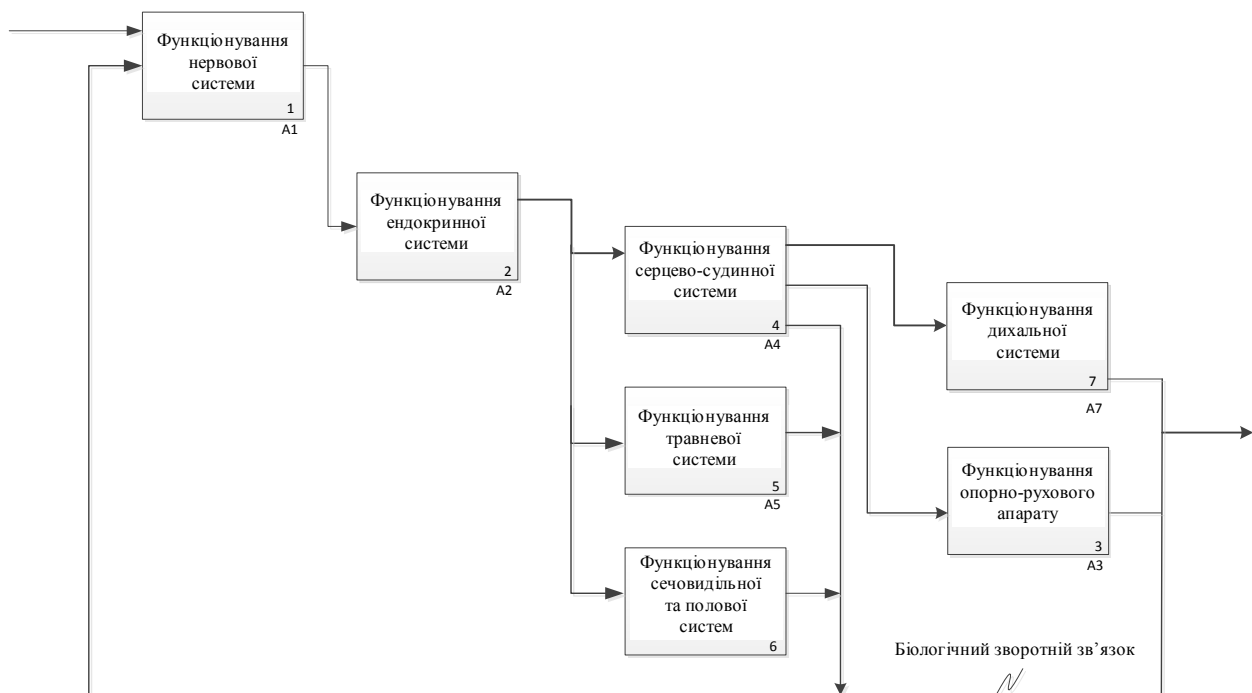 Функціонування
нервової
системи
1
A1
Функціонування
ендокринної
системи
2
A2
Функціонування
серцево-судинної
системи
4
A4
Функціонування
дихальної
системи
7
A7
Функціонування
травневої
системи
5
A5
Функціонування
опорно-рухового
апарату
3
A3
Функціонування
сечовидільної
та полової
систем
6
Біологічний зворотній зв’язок